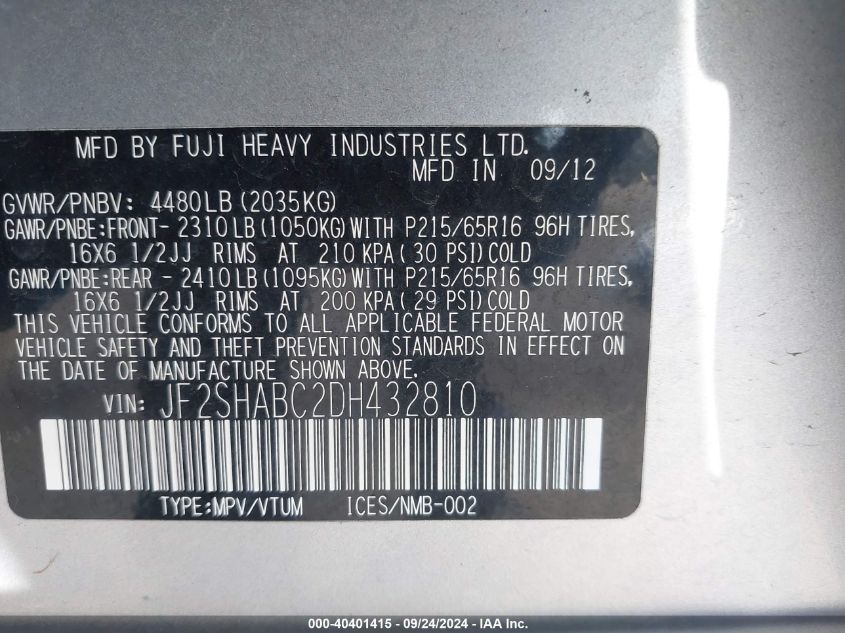 MFD BY FUJI HEAVY INDUSTRIES LTD.
MFD IN 09/12
GVWR/PNBV: 4480LB (2035KG)
GAWR/PNBE:FRONT- 2310LB (1050KG) WITH P215/65R16 96H TIRES,
16X6 1/2JJ RIMS AT 210 KPA (30 PSI) COLD
GAWR/PNBE:REAR - 2410LB (1095KG) WITH P215/65R16 96H TIRES,
16X6 1/2JJ RIMS AT 200 KPA (29 PSI) COLD
THIS VEHICLE CONFORMS TO ALL APPLICABLE FEDERAL MOTOR
VEHICLE SAFETY AND THEFT PREVENTION STANDARDS IN EFFECT ON
THE DATE OF MANUFACTURE SHOWN ABOVE.
VIN: JF2SHABC2DH432810
TYPE:MPV/VTUM ICES/NMB-002
000-40401415 - 09/24/2024 - IAA Inc.